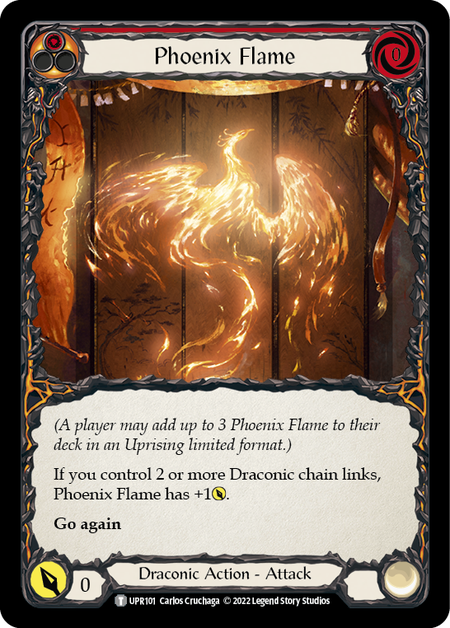 Phoenix Flame
0
(A player may add up to 3 Phoenix Flame to their
deck in an Uprising limited format.)
If you control 2 or more Draconic chain links,
Phoenix Flame has +1.
Go again
0
Draconic Action - Attack
T UPR101 Carlos Cruchaga © 2022 Legend Story Studios